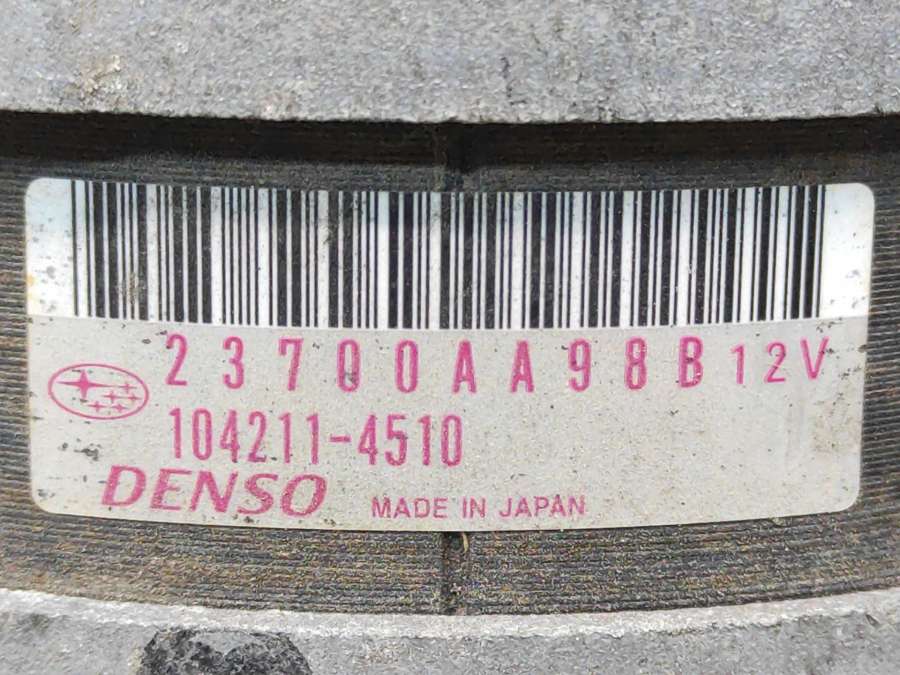 23700AA98B 12V
104211-4510
DENSO MADE IN JAPAN